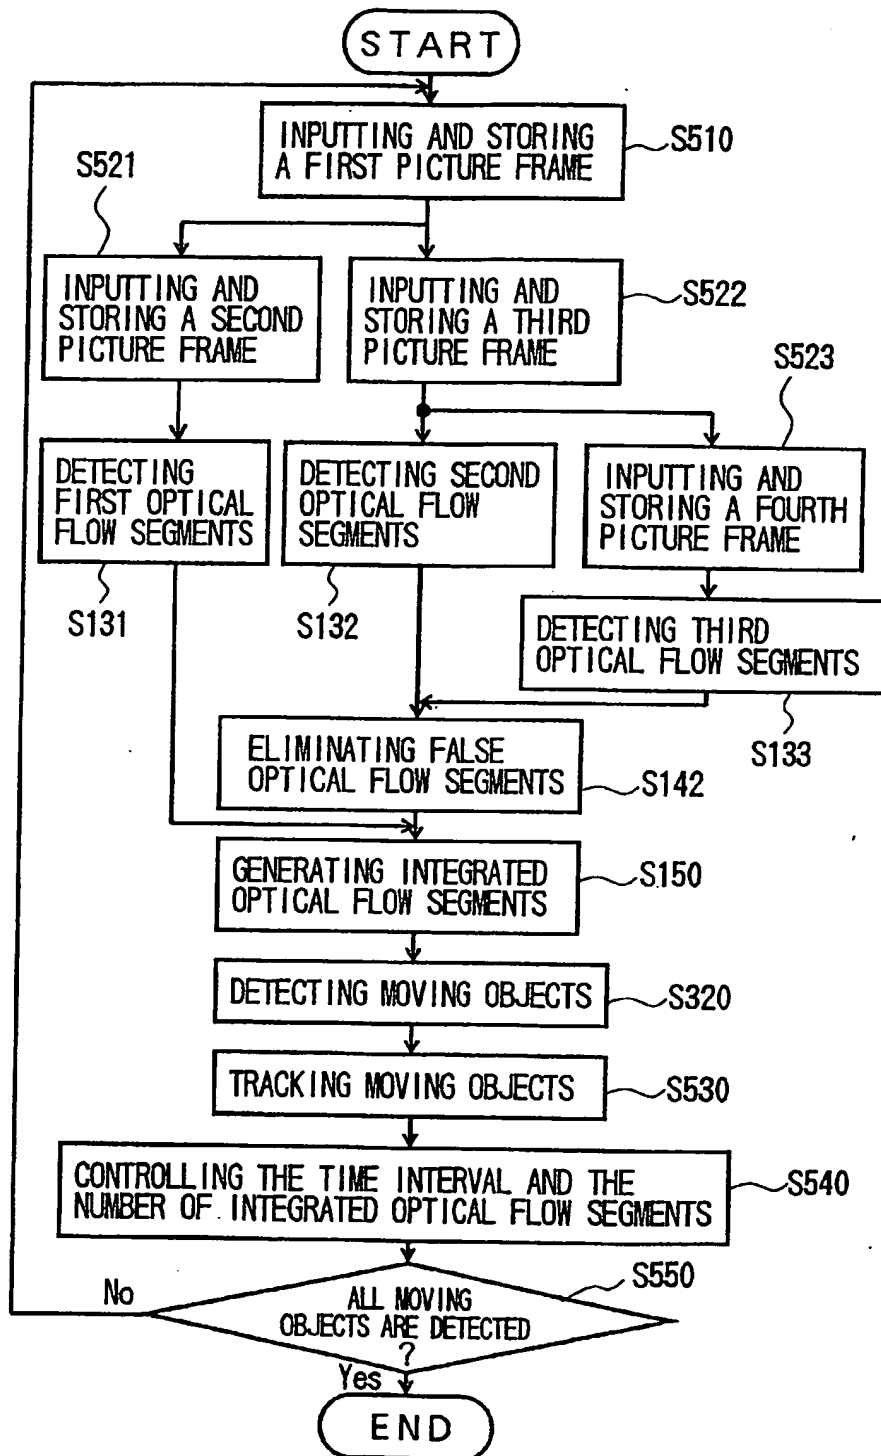 START
INPUTTING AND STORING
A FIRST PICTURE FRAME
S510
S521
INPUTTING AND
STORING A SECOND
PICTURE FRAME
INPUTTING AND
STORING A THIRD
PICTURE FRAME
S522
S523
DETECTING
FIRST OPTICAL
FLOW SEGMENTS
DETECTING SECOND
OPTICAL FLOW
SEGMENTS
INPUTTING AND
STORING A FOURTH
PICTURE FRAME
S131
S132
DETECTING THIRD
OPTICAL FLOW SEGMENTS
S133
ELIMINATING FALSE
OPTICAL FLOW SEGMENTS
S142
GENERATING INTEGRATED
OPTICAL FLOW SEGMENTS
S150
DETECTING MOVING OBJECTS
S320
TRACKING MOVING OBJECTS
S530
CONTROLLING THE TIME INTERVAL AND THE
NUMBER OF INTEGRATED OPTICAL FLOW SEGMENTS
S540
S550
No
ALL MOVING
OBJECTS ARE DETECTED
?
Yes
END